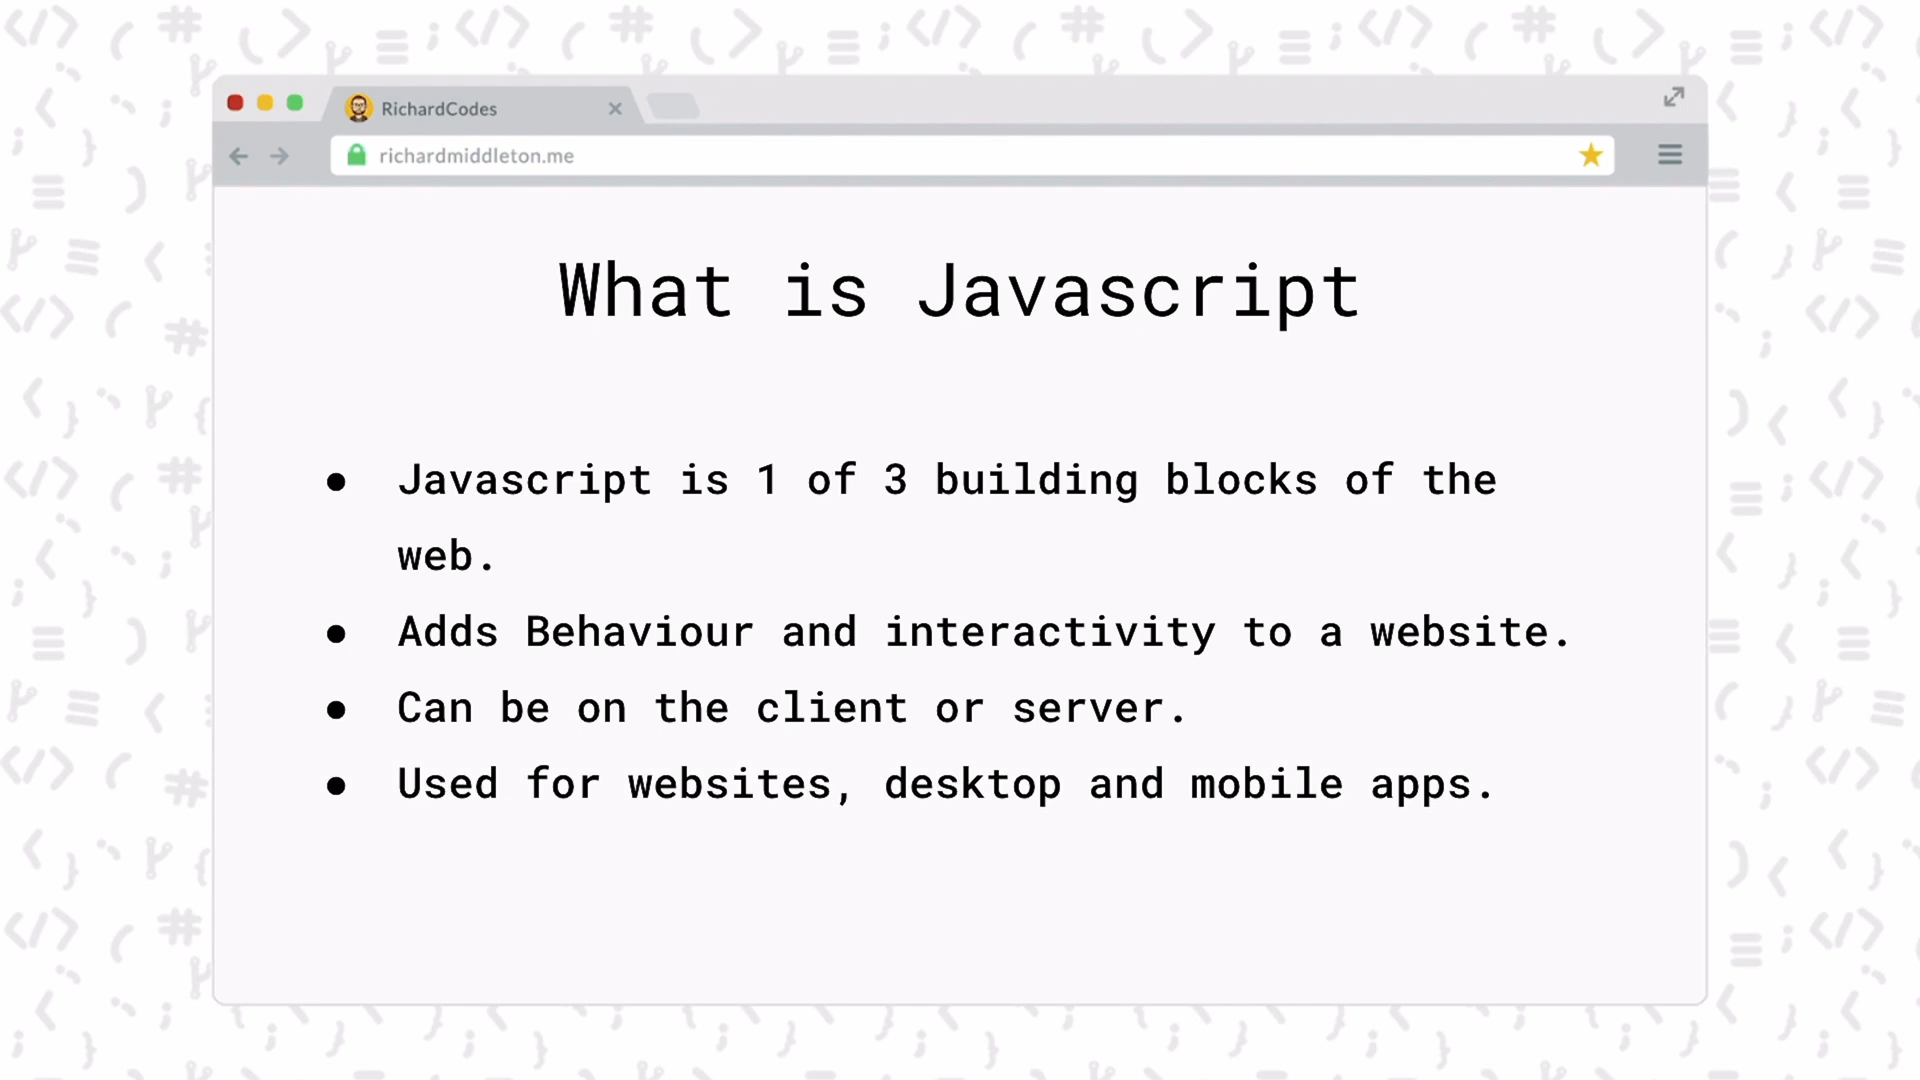 RichardCodes
richardmiddleton.me
What is Javascript
● Javascript is 1 of 3 building blocks of the
web.
● Adds Behaviour and interactivity to a website.
● Can be on the client or server.
● Used for websites, desktop and mobile apps.